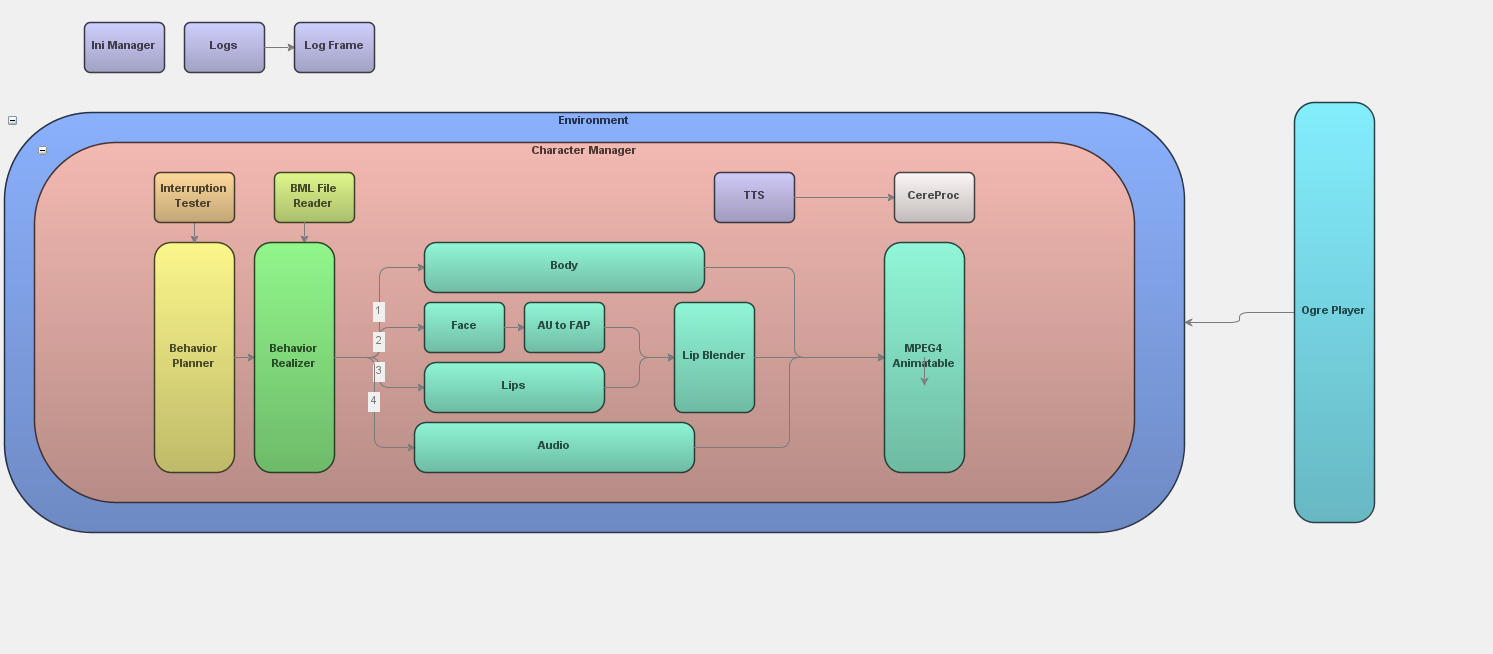 Ini Manager
Logs
Log Frame
Environment
Character Manager
Interruption
Tester
BML File
Reader
TTS
CereProc
Body
1
2
3
4
Face
AU to FAP
Lips
Audio
Lip Blender
Behavior
Planner
Behavior
Realizer
MPEG4
Animatable
Ogre Player